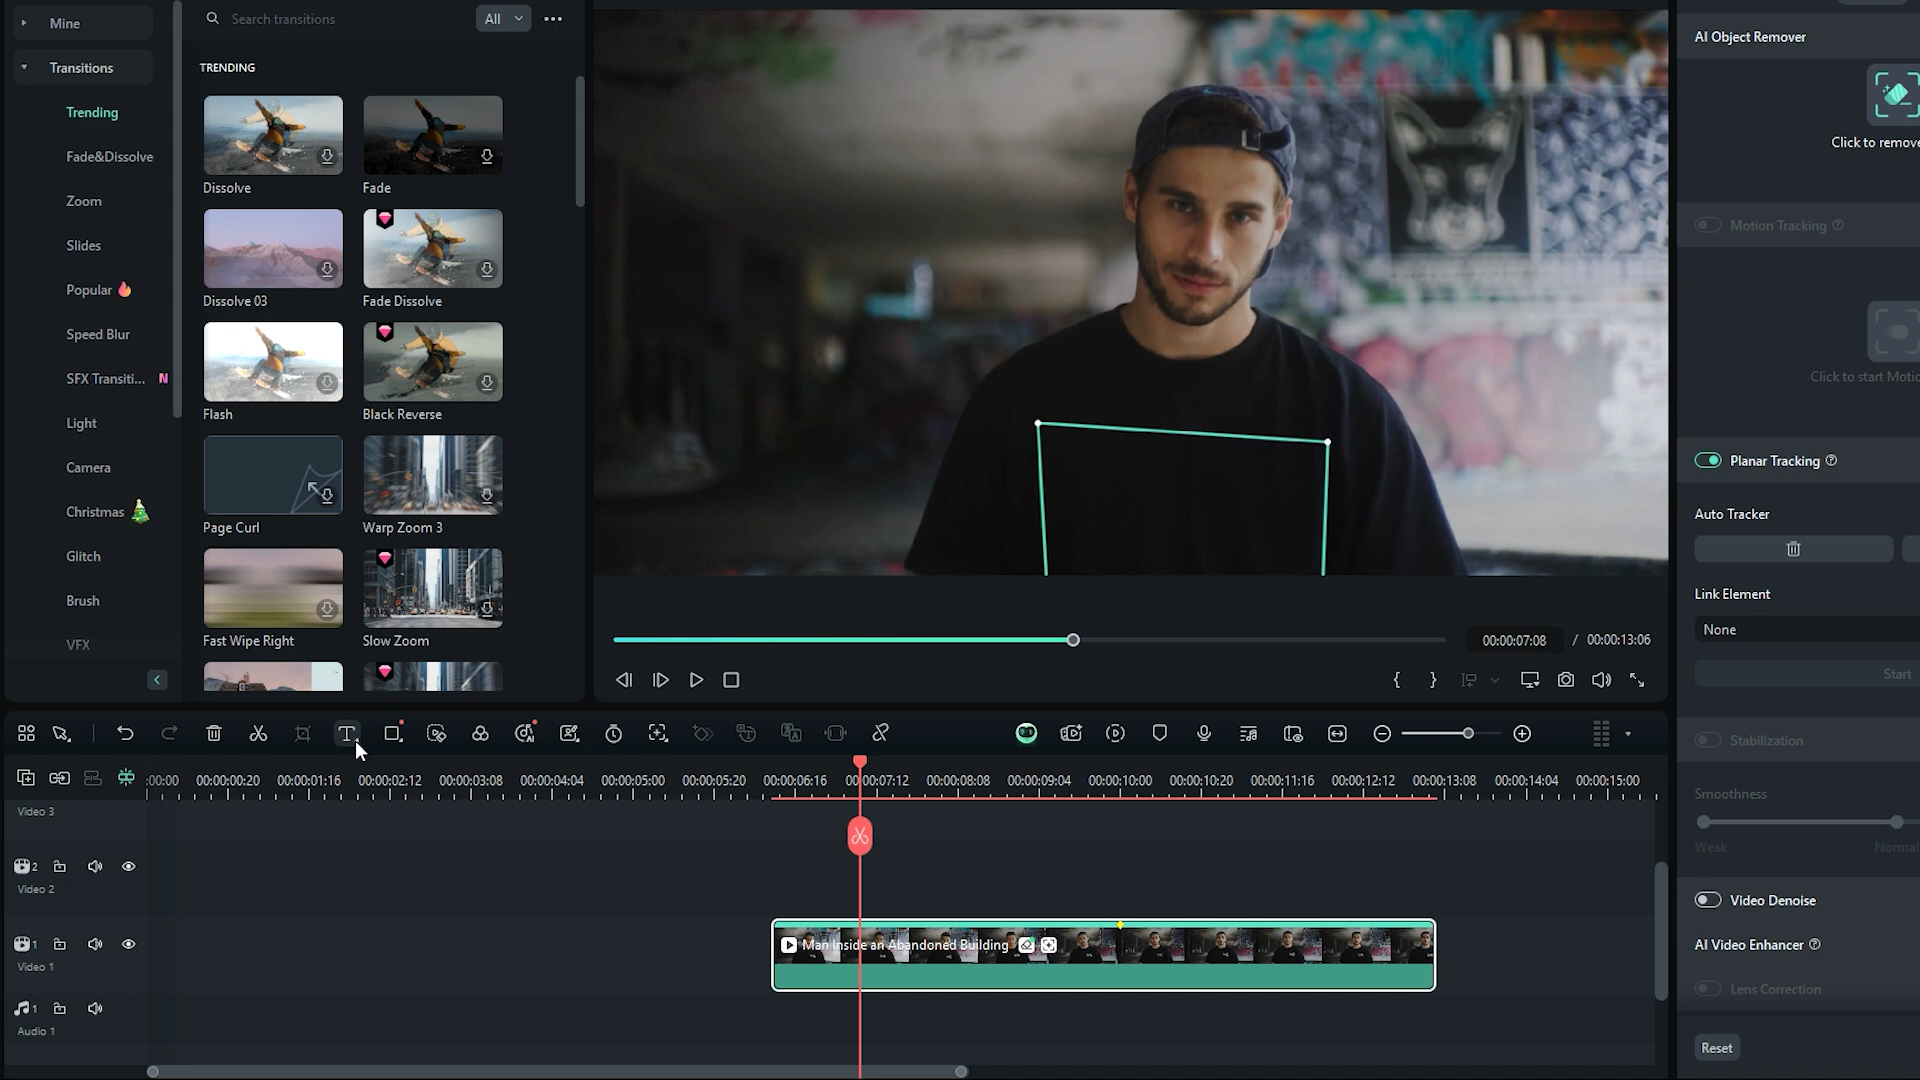 Mine
Transitions
Trending
Fade&Dissolve
Zoom
Slides
Popular
Speed Blur
SFX Transiti... N
Light
Camera
Christmas
Glitch
Brush
VFX
Search transitions
All
TRENDING
Dissolve
Fade
Dissolve 03
Fade Dissolve
Flash
Black Reverse
Page Curl
Warp Zoom 3
Fast Wipe Right
Slow Zoom
00:00:07:08 / 00:00:13:06
AI Object Remover
Click to remove
Motion Tracking
Click to start Motio
Planar Tracking
Auto Tracker
Link Element
None
Start
Stabilization
Smoothness
Weak
Normal
Video Denoise
AI Video Enhancer
Lens Correction
Reset
:00:00 00:00:00:20 00:00:01:16 00:00:02:12 00:00:03:08 00:00:04:04 00:00:05:00 00:00:05:20 00:00:06:16 00:00:07:12 00:00:08:08 00:00:09:04 00:00:10:00 00:00:10:20 00:00:11:16 00:00:12:12 00:00:13:08 00:00:14:04 00:00:15:00
Video 3
2
Video 2
1
Video 1
Man Inside an Abandoned Building
1
Audio 1